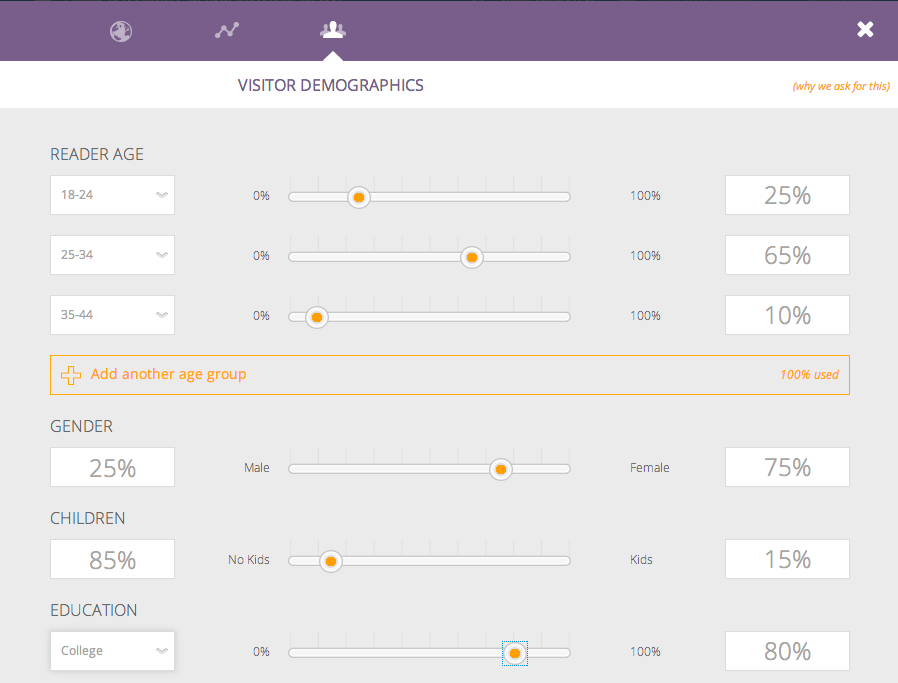 VISITOR DEMOGRAPHICS
(why we ask for this)
READER AGE
18-24 0% 100% 25%
25-34 0% 100% 65%
35-44 0% 100% 10%
Add another age group 100% used
GENDER
25% Male Female 75%
CHILDREN
85% No Kids Kids 15%
EDUCATION
College 0% 100% 80%